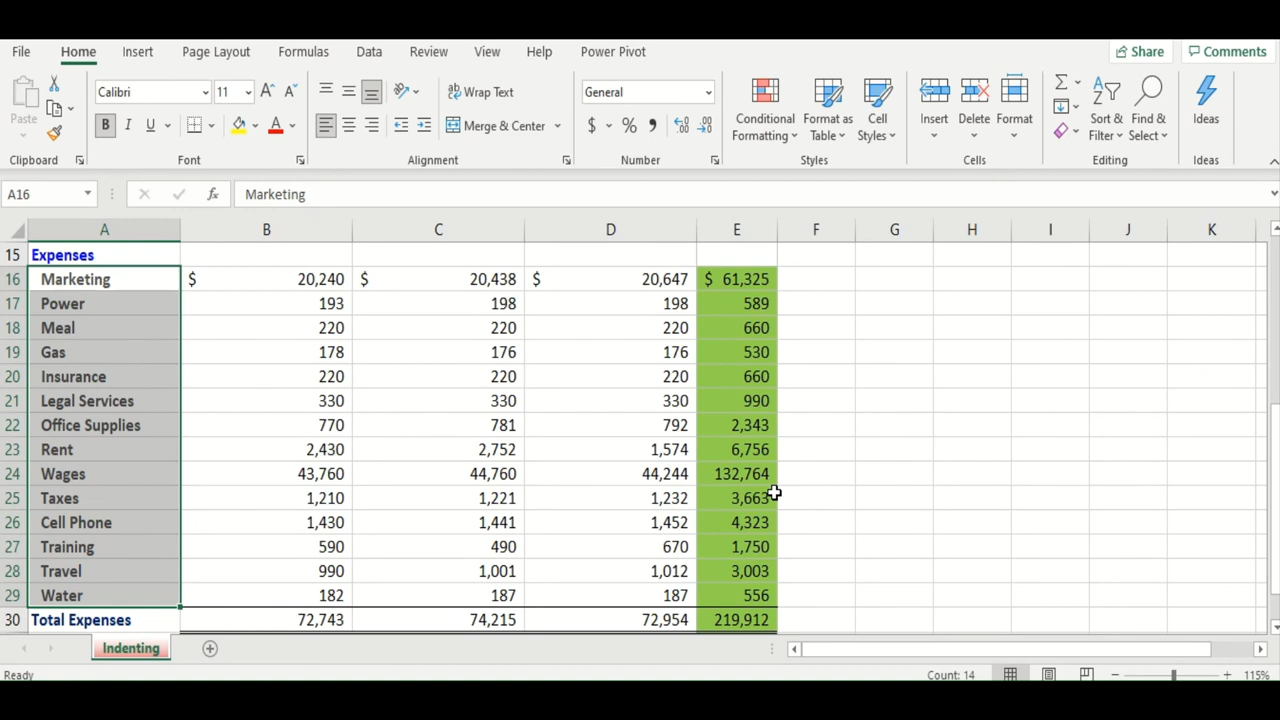 File Home Insert Page Layout Formulas Data Review View Help Power Pivot Share Comments
Paste Calibri 11 A A Wrap Text General Conditional Formatting Format as Table Cell Styles Insert Delete Format Sort & Filter Find & Select Ideas
B I U A Merge & Center $ % 9
Clipboard Font Alignment Number Styles Cells Editing Ideas
A16 fx Marketing
A B C D E F G H I J K
15 Expenses
16 Marketing $ 20,240 $ 20,438 $ 20,647 $ 61,325
17 Power 193 198 198 589
18 Meal 220 220 220 660
19 Gas 178 176 176 530
20 Insurance 220 220 220 660
21 Legal Services 330 330 330 990
22 Office Supplies 770 781 792 2,343
23 Rent 2,430 2,752 1,574 6,756
24 Wages 43,760 44,760 44,244 132,764
25 Taxes 1,210 1,221 1,232 3,663
26 Cell Phone 1,430 1,441 1,452 4,323
27 Training 590 490 670 1,750
28 Travel 990 1,001 1,012 3,003
29 Water 182 187 187 556
30 Total Expenses 72,743 74,215 72,954 219,912
Indenting
Ready Count: 14 115%